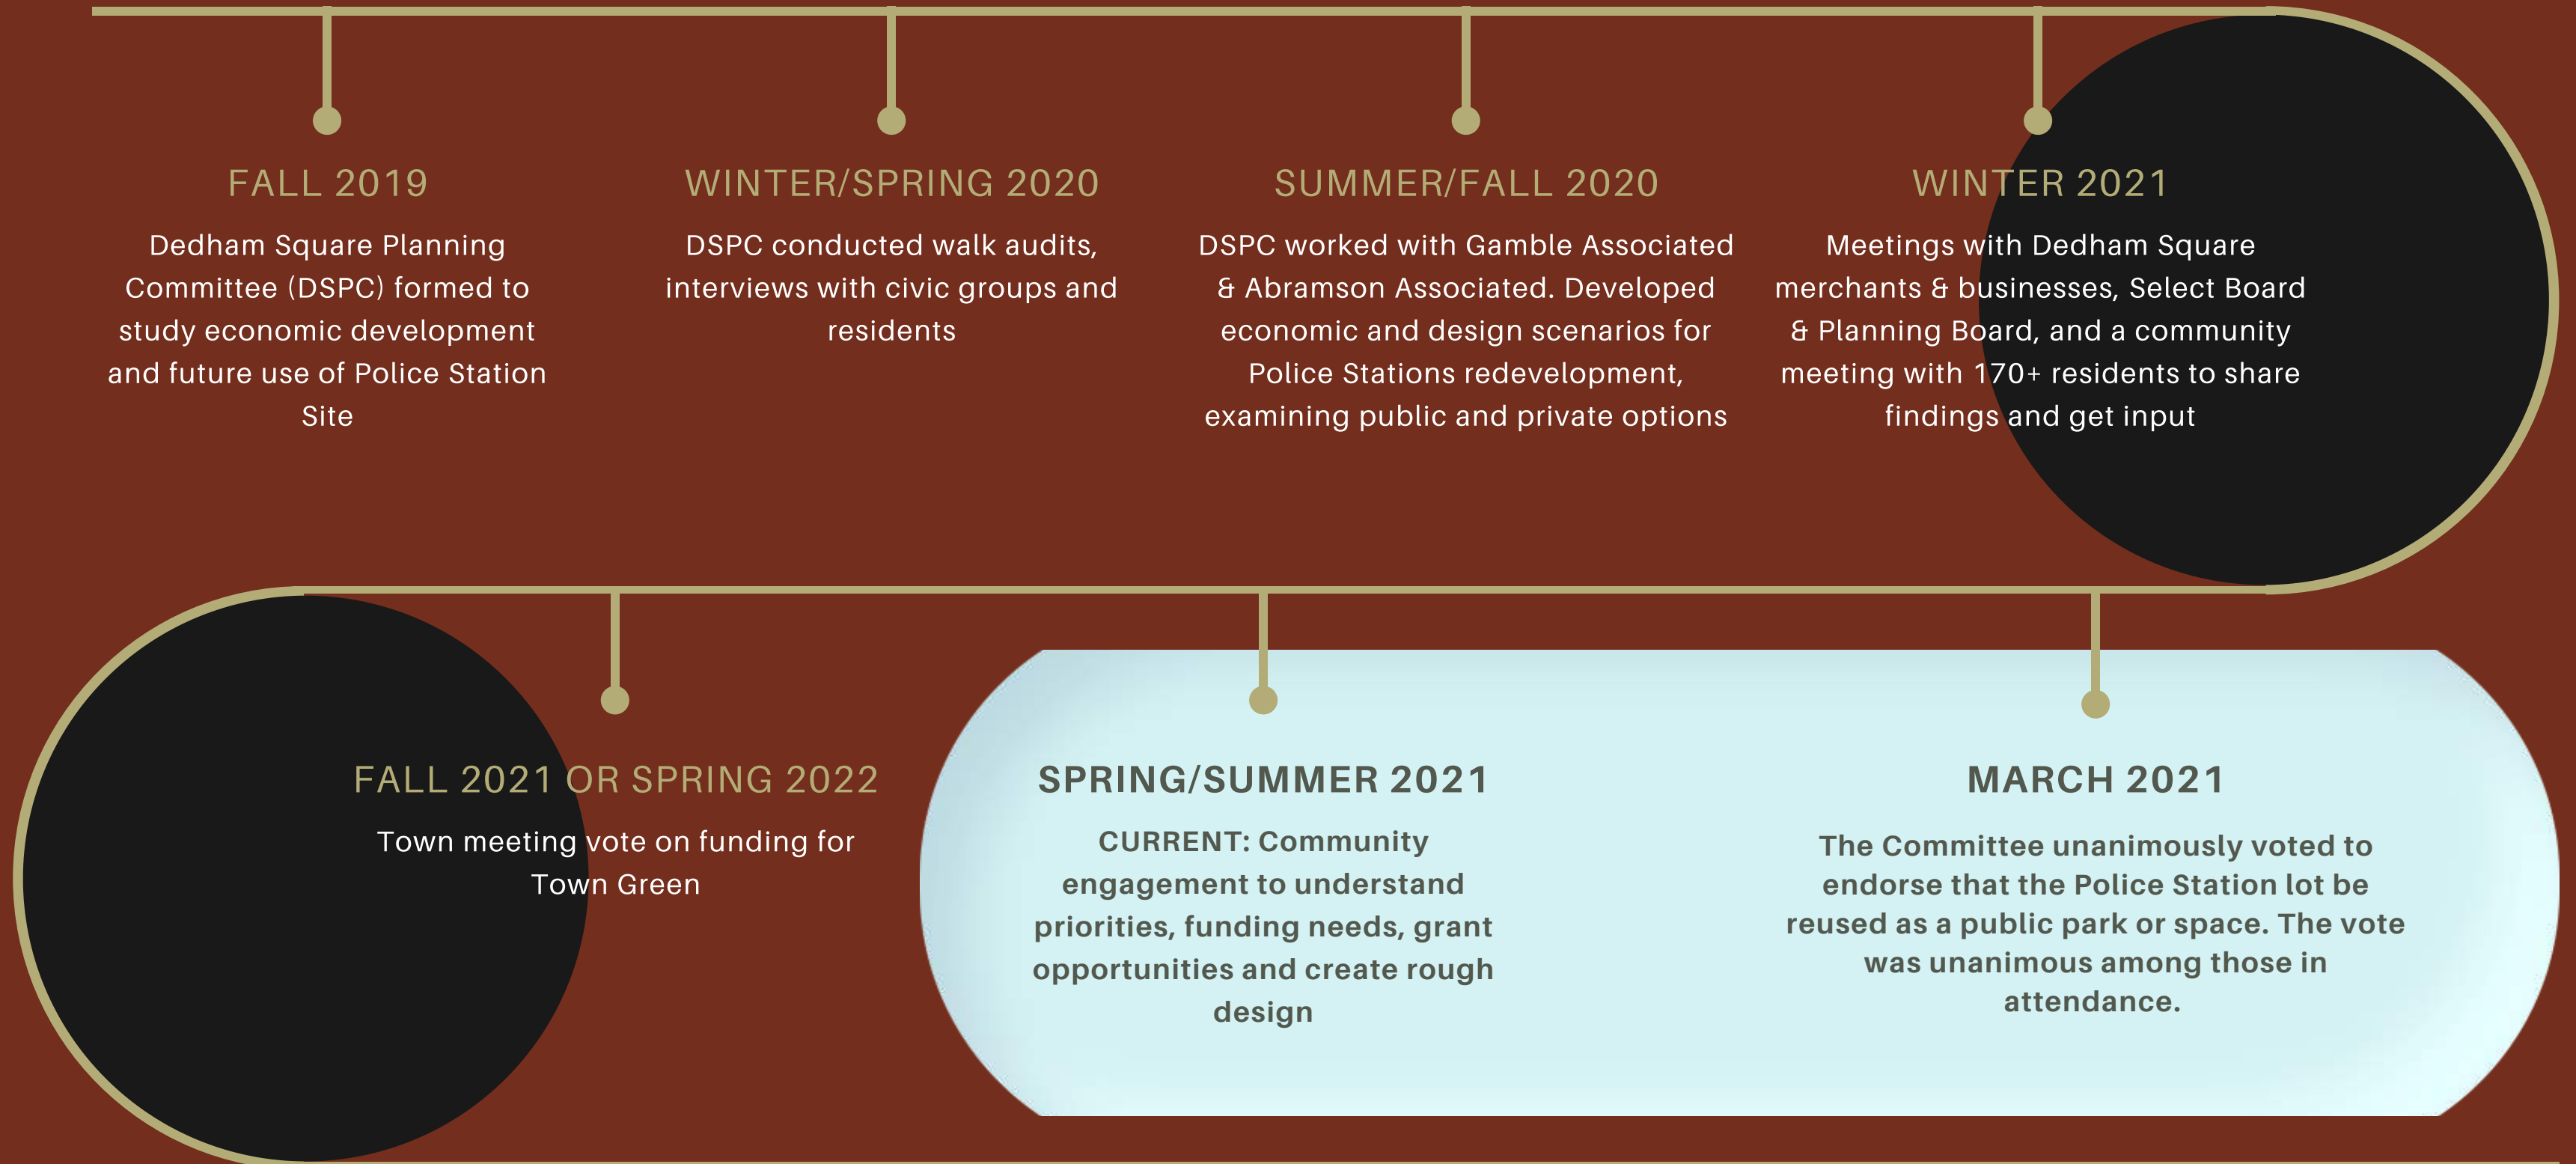 FALL 2019
Dedham Square Planning
Committee (DSPC) formed to
study economic development
and future use of Police Station
Site
WINTER/SPRING 2020
DSPC conducted walk audits,
interviews with civic groups and
residents
SUMMER/FALL 2020
DSPC worked with Gamble Associated
& Abramson Associated. Developed
economic and design scenarios for
Police Stations redevelopment,
examining public and private options
WINTER 2021
Meetings with Dedham Square
merchants & businesses, Select Board
& Planning Board, and a community
meeting with 170+ residents to share
findings and get input
MARCH 2021
The Committee unanimously voted to
endorse that the Police Station lot be
reused as a public park or space. The vote
was unanimous among those in
attendance.
SPRING/SUMMER 2021
CURRENT: Community
engagement to understand
priorities, funding needs, grant
opportunities and create rough
design
FALL 2021 OR SPRING 2022
Town meeting vote on funding for
Town Green